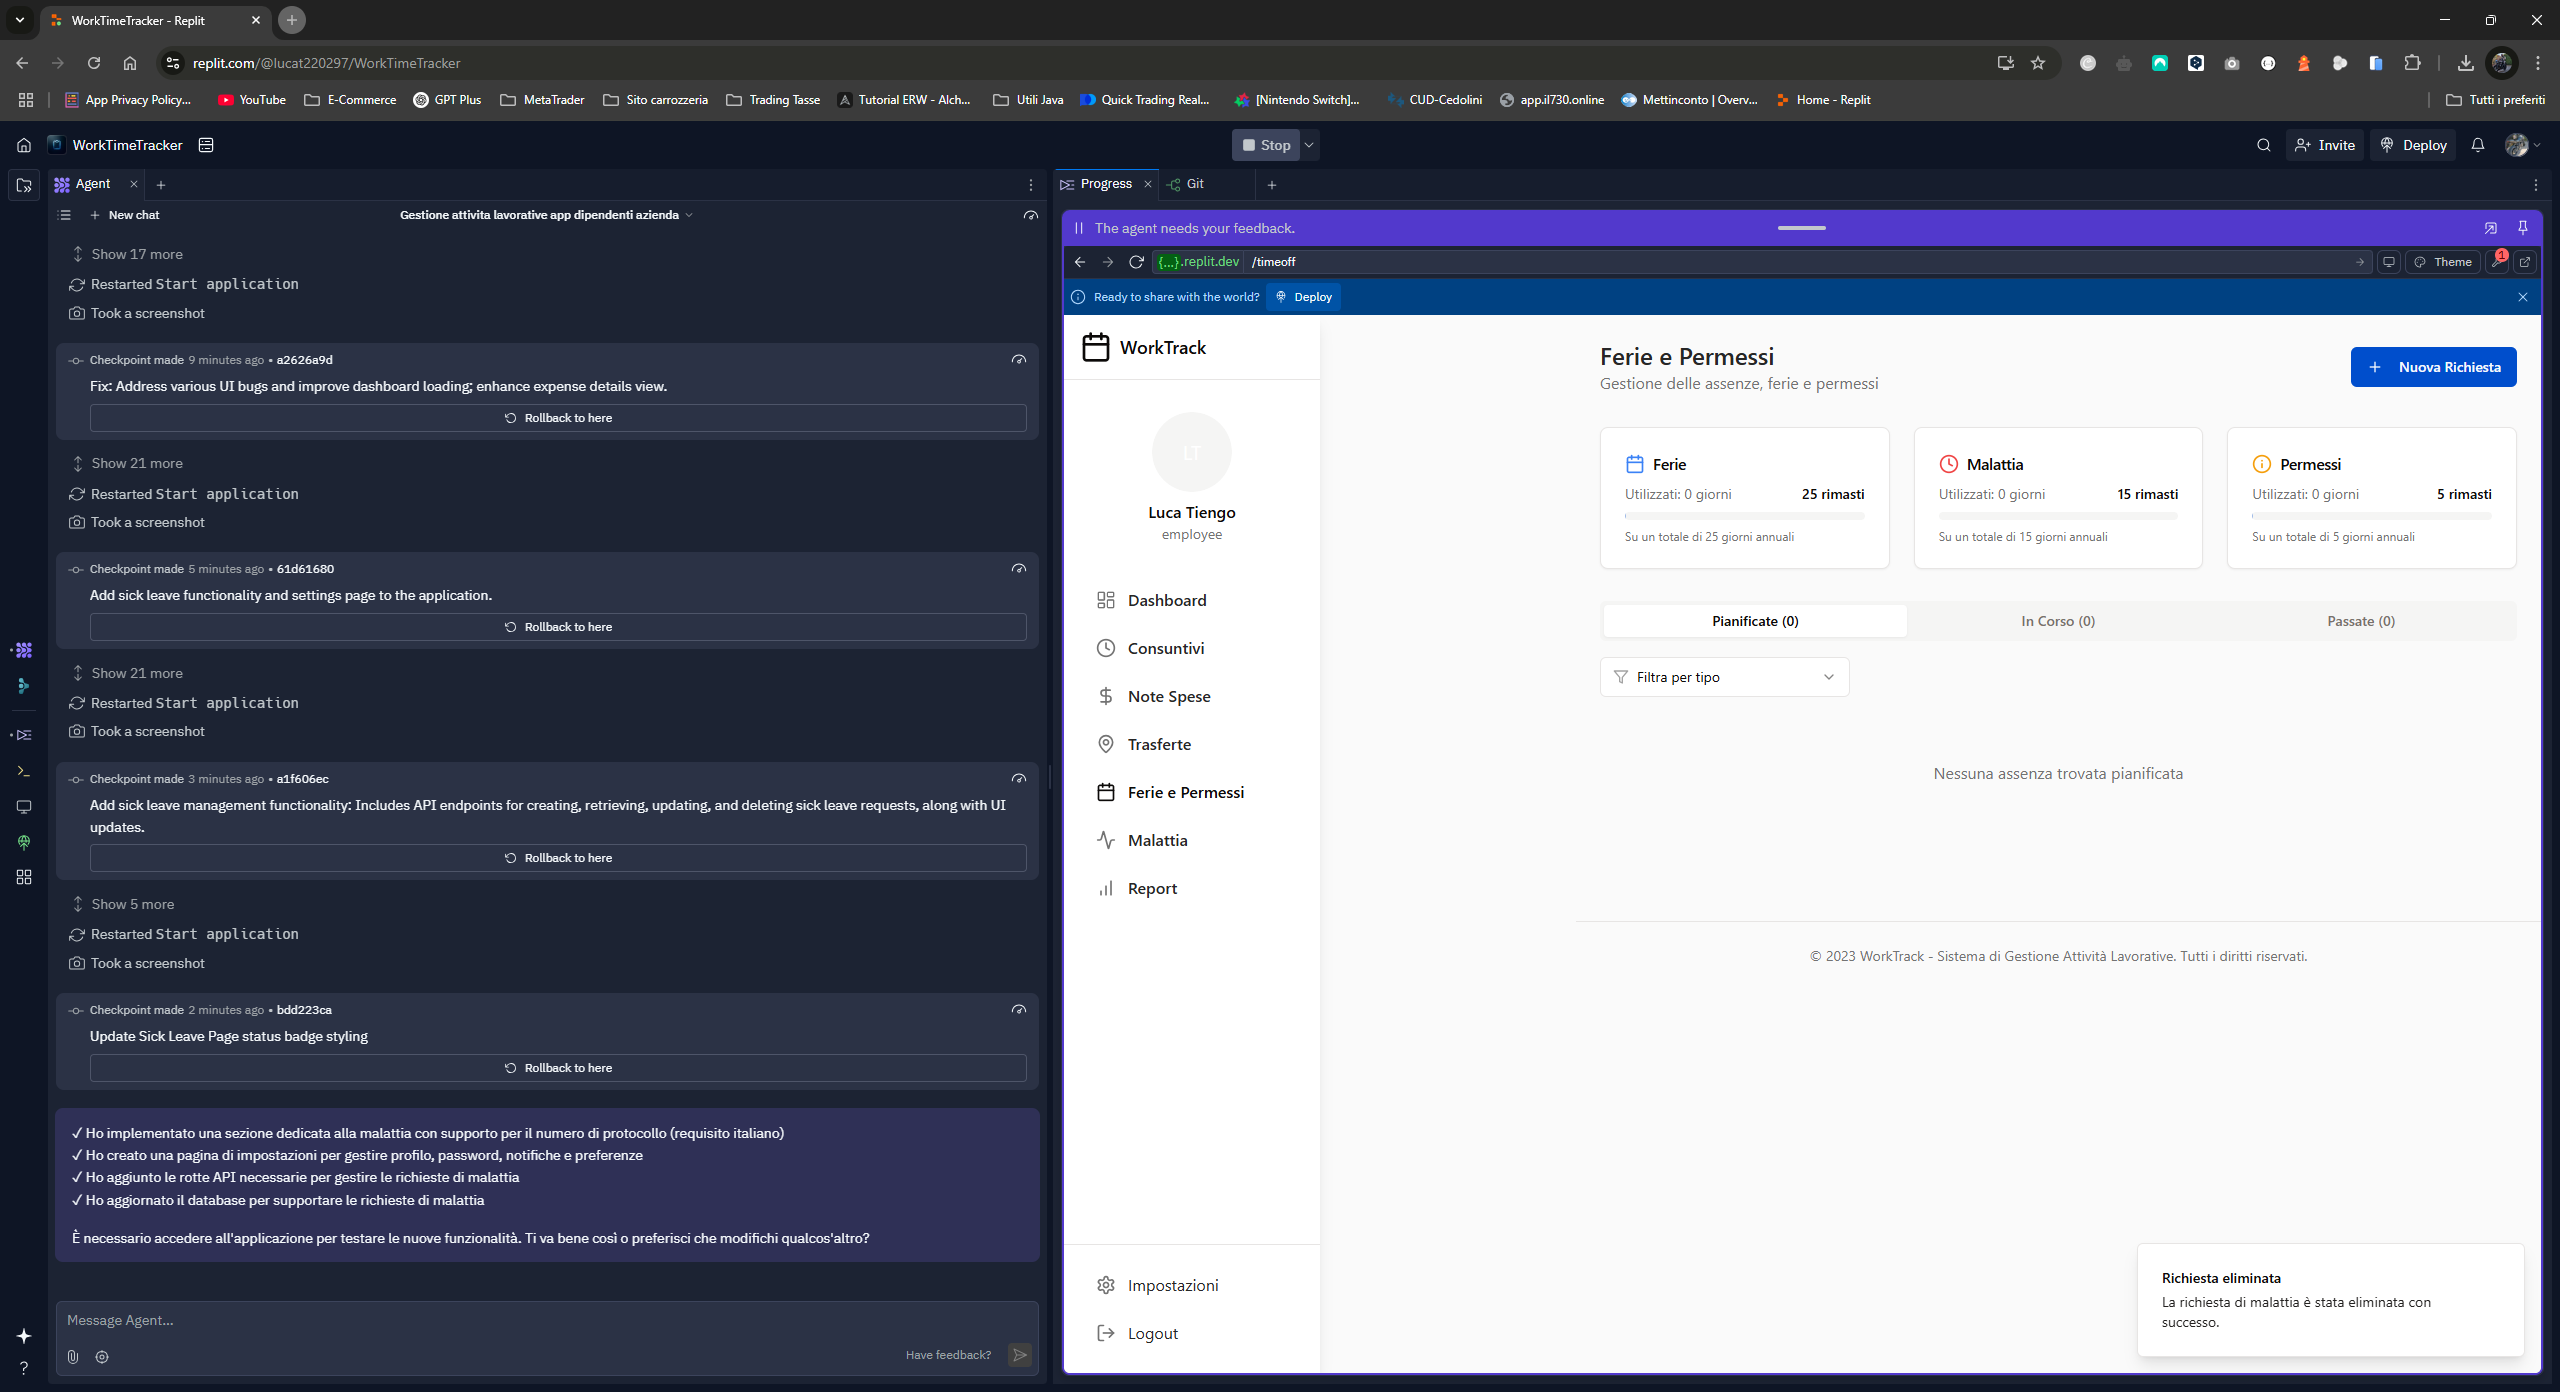 WorkTimeTracker - Replit
replit.com/@lucat220297/WorkTimeTracker
App Privacy Policy...
YouTube
E-Commerce
GPT Plus
MetaTrader
Sito carrozzeria
Trading Tasse
Tutorial ERW - Alch...
Utili Java
Quick Trading Real...
[Nintendo Switch]...
CUD-Cedolini
app.il730.online
Mettinconto | Overv...
Home - Replit
Tutti i preferiti
WorkTimeTracker
Stop
Invite
Deploy
Agent
New chat
Gestione attivita lavorative app dipendenti azienda
Show 17 more
Restarted Start application
Took a screenshot
Checkpoint made 9 minutes ago • a2626a9d
Fix: Address various UI bugs and improve dashboard loading; enhance expense details view.
Rollback to here
Show 21 more
Restarted Start application
Took a screenshot
Checkpoint made 5 minutes ago • 61d61680
Add sick leave functionality and settings page to the application.
Rollback to here
Show 21 more
Restarted Start application
Took a screenshot
Checkpoint made 3 minutes ago • a1f606ec
Add sick leave management functionality: Includes API endpoints for creating, retrieving, updating, and deleting sick leave requests, along with UI
updates.
Rollback to here
Show 5 more
Restarted Start application
Took a screenshot
Checkpoint made 2 minutes ago • bdd223ca
Update Sick Leave Page status badge styling
Rollback to here
✓ Ho implementato una sezione dedicata alla malattia con supporto per il numero di protocollo (requisito italiano)
✓ Ho creato una pagina di impostazioni per gestire profilo, password, notifiche e preferenze
✓ Ho aggiunto le rotte API necessarie per gestire le richieste di malattia
✓ Ho aggiornato il database per supportare le richieste di malattia
È necessario accedere all'applicazione per testare le nuove funzionalità. Ti va bene così o preferisci che modifichi qualcos'altro?
Message Agent...
Have feedback?
Progress
Git
The agent needs your feedback.
{...}.replit.dev /timeoff
Theme
1
Ready to share with the world?
Deploy
WorkTrack
LT
Luca Tiengo
employee
Dashboard
Consuntivi
Note Spese
Trasferte
Ferie e Permessi
Malattia
Report
Impostazioni
Logout
Ferie e Permessi
Gestione delle assenze, ferie e permessi
Nuova Richiesta
Ferie
Utilizzati: 0 giorni
25 rimasti
Su un totale di 25 giorni annuali
Malattia
Utilizzati: 0 giorni
15 rimasti
Su un totale di 15 giorni annuali
Permessi
Utilizzati: 0 giorni
5 rimasti
Su un totale di 5 giorni annuali
Pianificate (0)
In Corso (0)
Passate (0)
Filtra per tipo
Nessuna assenza trovata pianificata
© 2023 WorkTrack - Sistema di Gestione Attività Lavorative. Tutti i diritti riservati.
Richiesta eliminata
La richiesta di malattia è stata eliminata con
successo.